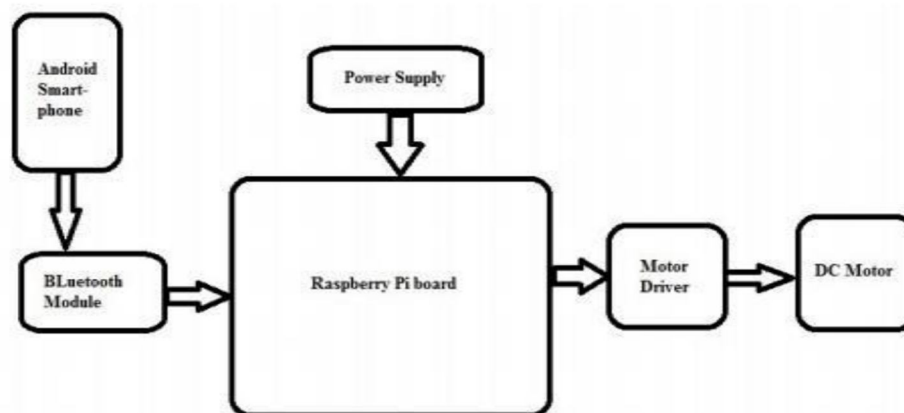 Android
Smart-
phone
Power Supply
BLuetooth
Module
Raspberry Pi board
Motor
Driver
DC Motor